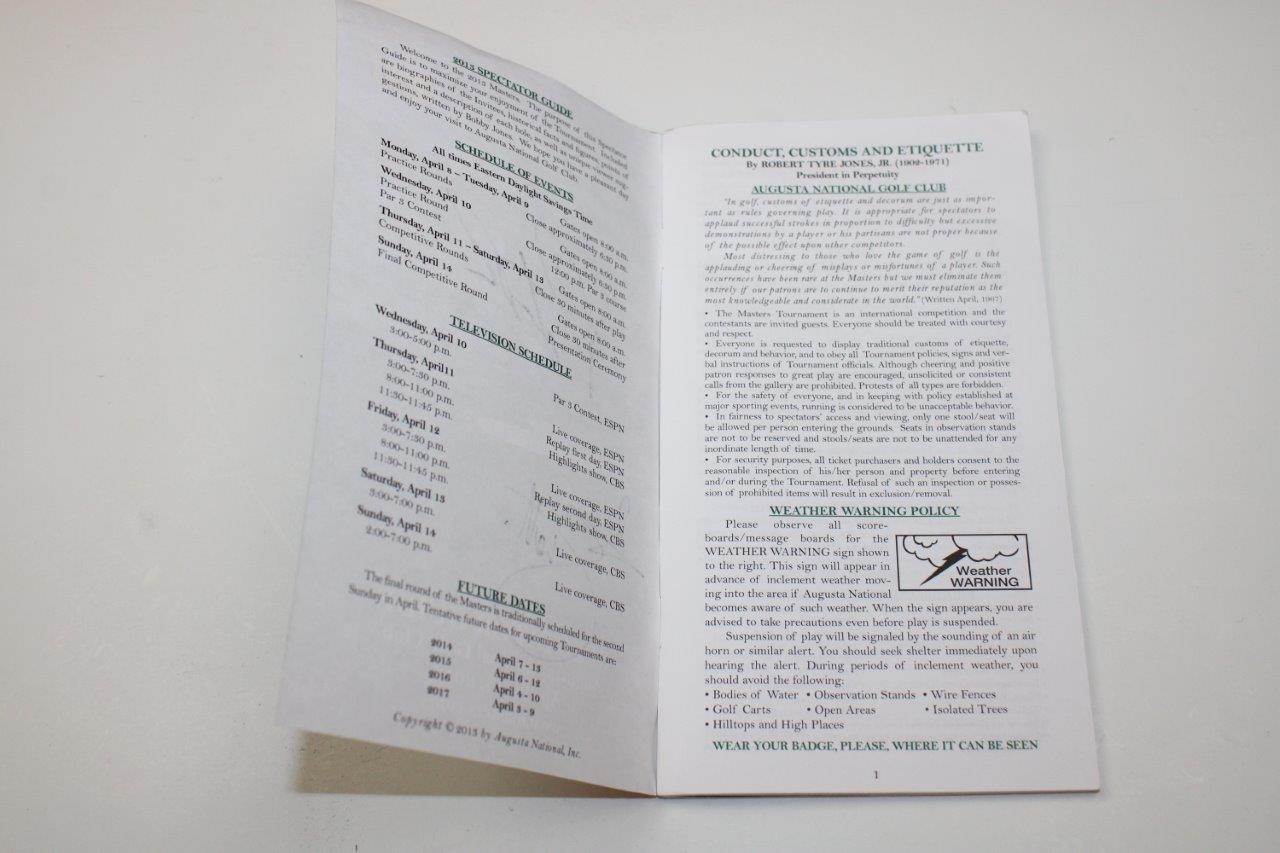 2013 SPECTATOR GUIDE
Welcome to the 2013 Masters. The purpose of this Spectator
Guide is to maximize your enjoyment of the Tournament. Included
are biographies of the Invitees, historical facts and figures, points of
interest and a description of each hole, as well as unique viewer sug-
gestions, written by Bobby Jones. We hope you have a pleasant day
and enjoy your visit to Augusta National Golf Club.
SCHEDULE OF EVENTS
All times Eastern Daylight Savings Time
Monday, April 8 – Tuesday, April 9
Practice Rounds Gates open 8:00 a.m.
Close approximately 6:30 p.m.
Wednesday, April 10
Practice Round Gates open 8:00 a.m.
Close approximately 6:30 p.m.
Par 3 Contest 12:00 p.m. Par 3 course
Thursday, April 11 – Saturday, April 13
Competitive Rounds Gates open 8:00 a.m.
Close 30 minutes after play
Sunday, April 14
Final Competitive Round Gates open 8:00 a.m.
Close 30 minutes after
Presentation Ceremony
TELEVISION SCHEDULE
Wednesday, April 10
3:00-5:00 p.m. Par 3 Contest, ESPN
Thursday, April11
3:00-7:30 p.m. Live coverage, ESPN
8:00-11:00 p.m. Replay first day, ESPN
11:30-11:45 p.m. Highlights show, CBS
Friday, April 12
3:00-7:30 p.m. Live coverage, ESPN
8:00-11:00 p.m. Replay second day, ESPN
11:30-11:45 p.m. Highlights show, CBS
Saturday, April 13
3:00-7:00 p.m. Live coverage, CBS
Sunday, April 14
2:00-7:00 p.m. Live coverage, CBS
FUTURE DATES
The final round of the Masters is traditionally scheduled for the second
Sunday in April. Tentative future dates for upcoming Tournaments are:
2014 April 7 - 13
2015 April 6 - 12
2016 April 4 - 10
2017 April 3 - 9
Copyright © 2013 by Augusta National, Inc.
CONDUCT, CUSTOMS AND ETIQUETTE
By ROBERT TYRE JONES, JR. (1902-1971)
President in Perpetuity
AUGUSTA NATIONAL GOLF CLUB
"In golf, customs of etiquette and decorum are just as impor-
tant as rules governing play. It is appropriate for spectators to
applaud successful strokes in proportion to difficulty but excessive
demonstrations by a player or his partisans are not proper because
of the possible effect upon other competitors.
Most distressing to those who love the game of golf is the
applauding or cheering of misplays or misfortunes of a player. Such
occurrences have been rare at the Masters but we must eliminate them
entirely if our patrons are to continue to merit their reputation as the
most knowledgeable and considerate in the world." (Written April, 1967)
• The Masters Tournament is an international competition and the
contestants are invited guests. Everyone should be treated with courtesy
and respect.
• Everyone is requested to display traditional customs of etiquette,
decorum and behavior, and to obey all Tournament policies, signs and ver-
bal instructions of Tournament officials. Although cheering and positive
patron responses to great play are encouraged, unsolicited or consistent
calls from the gallery are prohibited. Protests of all types are forbidden.
• For the safety of everyone, and in keeping with policy established at
major sporting events, running is considered to be unacceptable behavior.
• In fairness to spectators' access and viewing, only one stool/seat will
be allowed per person entering the grounds. Seats in observation stands
are not to be reserved and stools/seats are not to be unattended for any
inordinate length of time.
• For security purposes, all ticket purchasers and holders consent to the
reasonable inspection of his/her person and property before entering
and/or during the Tournament. Refusal of such an inspection or posses-
sion of prohibited items will result in exclusion/removal.
WEATHER WARNING POLICY
Please observe all score-
boards/message boards for the
WEATHER WARNING sign shown
to the right. This sign will appear in
advance of inclement weather mov-
ing into the area if Augusta National
becomes aware of such weather. When the sign appears, you are
advised to take precautions even before play is suspended.
Weather
WARNING
Suspension of play will be signaled by the sounding of an air
horn or similar alert. You should seek shelter immediately upon
hearing the alert. During periods of inclement weather, you
should avoid the following:
• Bodies of Water • Observation Stands • Wire Fences
• Golf Carts • Open Areas • Isolated Trees
• Hilltops and High Places
WEAR YOUR BADGE, PLEASE, WHERE IT CAN BE SEEN
1